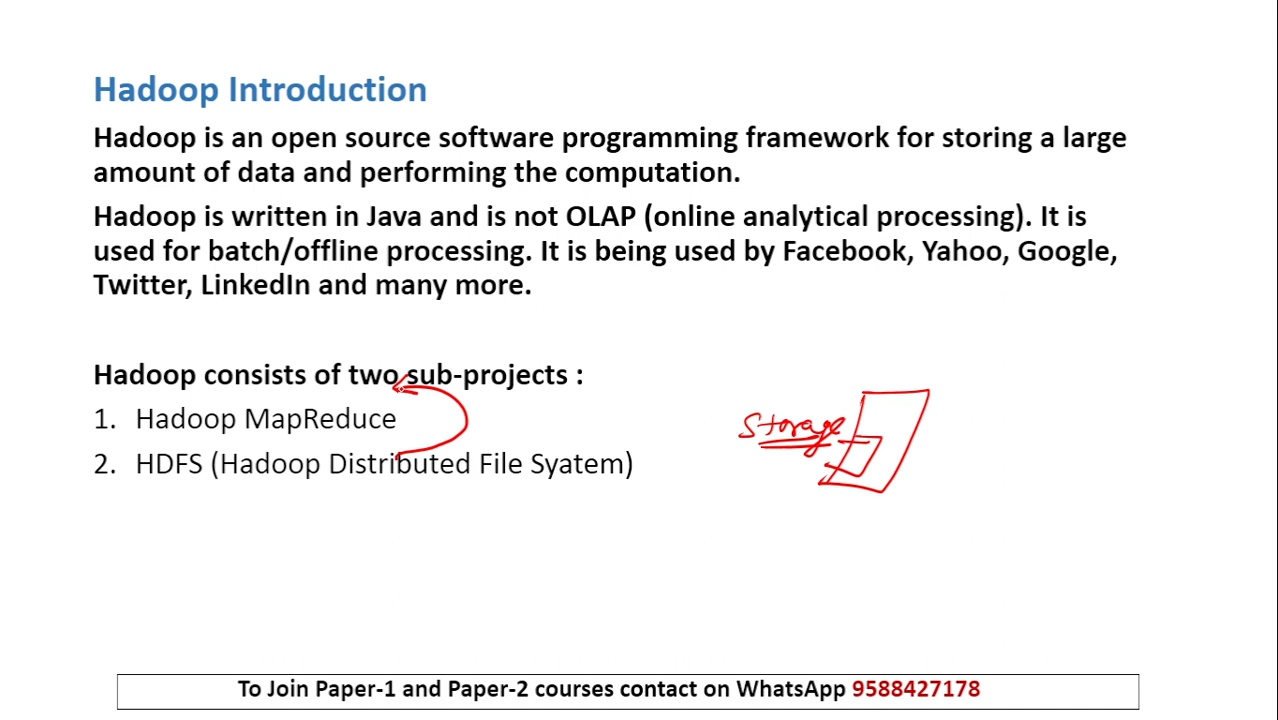 Hadoop Introduction
Hadoop is an open source software programming framework for storing a large
amount of data and performing the computation.
Hadoop is written in Java and is not OLAP (online analytical processing). It is
used for batch/offline processing. It is being used by Facebook, Yahoo, Google,
Twitter, LinkedIn and many more.
Hadoop consists of two sub-projects :
1. Hadoop MapReduce
Storage
2. HDFS (Hadoop Distributed File Syatem)
To Join Paper-1 and Paper-2 courses contact on WhatsApp 9588427178